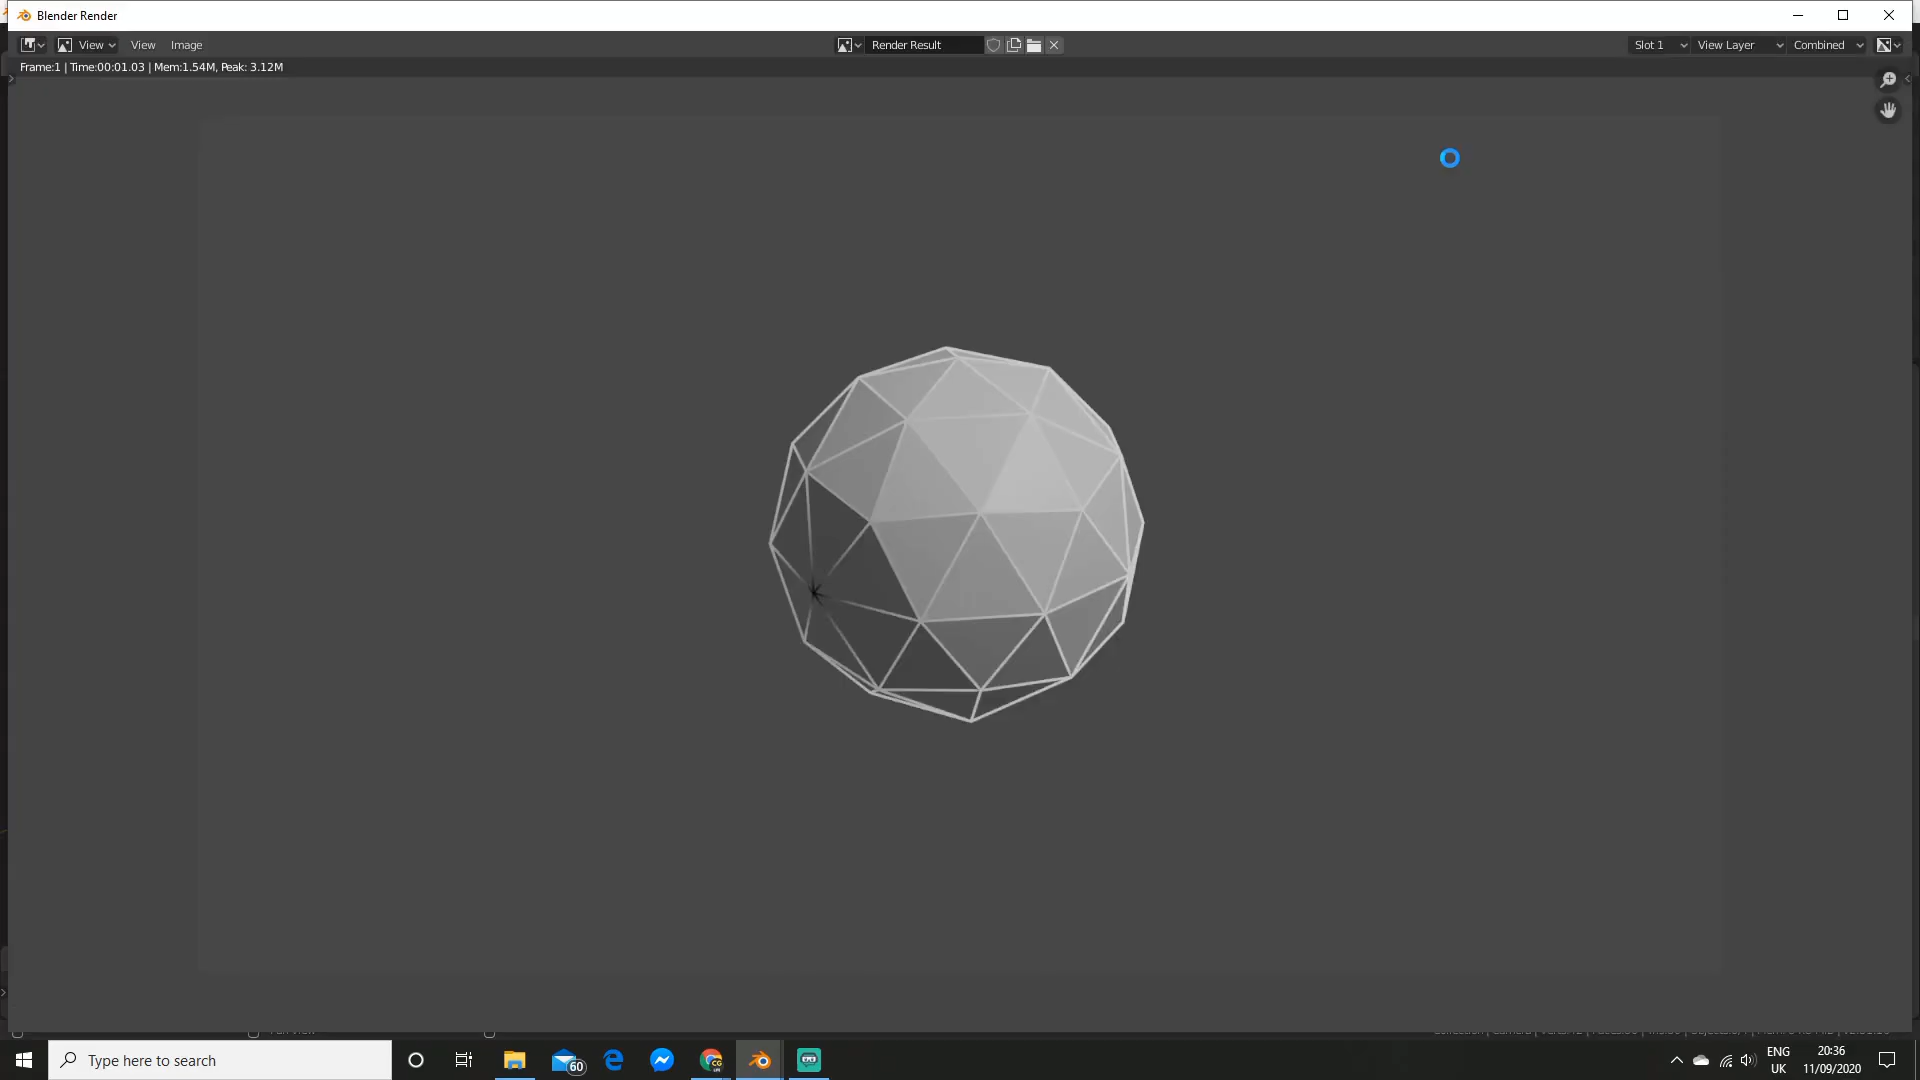 Blender Render
View View Image Render Result Slot 1 View Layer Combined
Frame:1 | Time:00:01.03 | Mem:1.54M, Peak: 3.12M
Type here to search
60
ENG
UK
20:36
11/09/2020